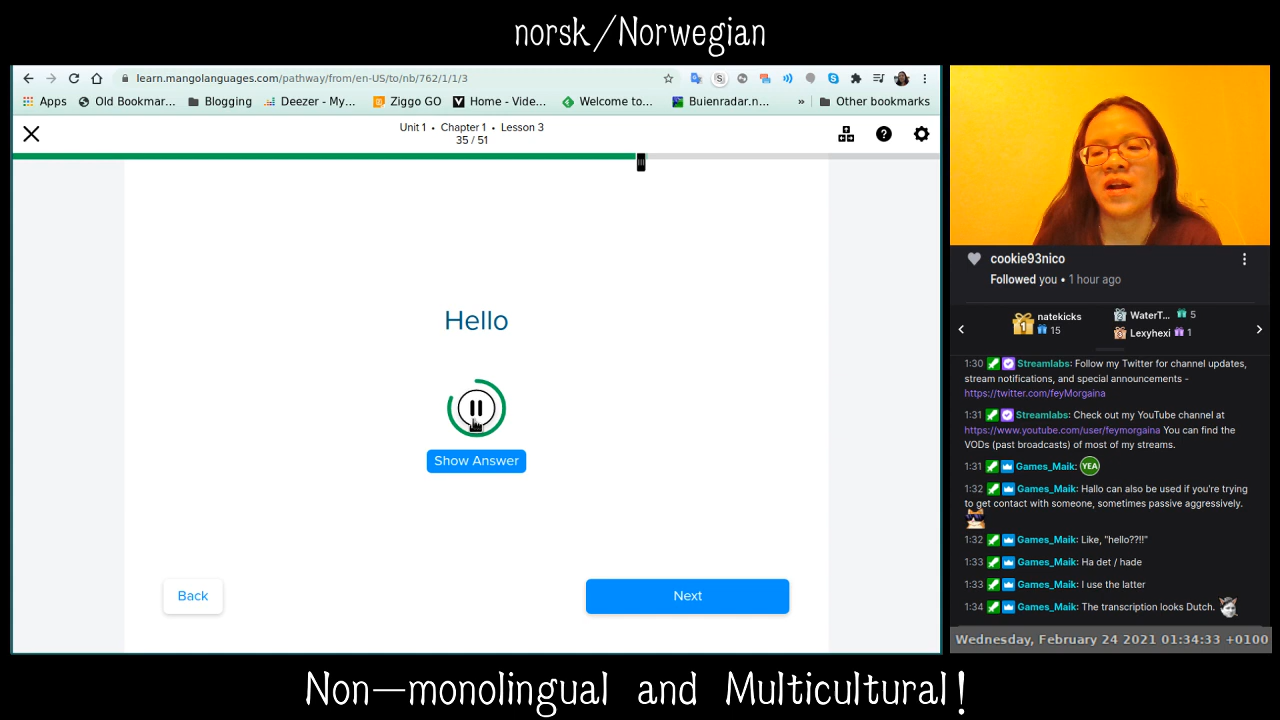 norsk/Norwegian
learn.mangolanguages.com/pathway/from/en-US/to/nb/762/1/1/3
Apps
Old Bookmar...
Blogging
Deezer - My...
Ziggo GO
Home - Vide...
Welcome to...
Buienradar.n...
»
Other bookmarks
Unit 1 • Chapter 1 • Lesson 3
35 / 51
Hello
Show Answer
Back
Next
cookie93nico
Followed you • 1 hour ago
1 natekicks
15
WaterT... 5
Lexyhexi 1
1:30 Streamlabs: Follow my Twitter for channel updates,
stream notifications, and special announcements -
https://twitter.com/feyMorgaina
1:31 Streamlabs: Check out my YouTube channel at
https://www.youtube.com/user/feymorgaina You can find the
VODs (past broadcasts) of most of my streams.
1:31 Games_Maik: YEA
1:32 Games_Maik: Hallo can also be used if you're trying
to get contact with someone, sometimes passive aggressively.
1:32 Games_Maik: Like, "hello??!!"
1:33 Games_Maik: Ha det / hade
1:33 Games_Maik: I use the latter
1:34 Games_Maik: The transcription looks Dutch.
Wednesday, February 24 2021 01:34:33 +0100
Non-monolingual and Multicultural!